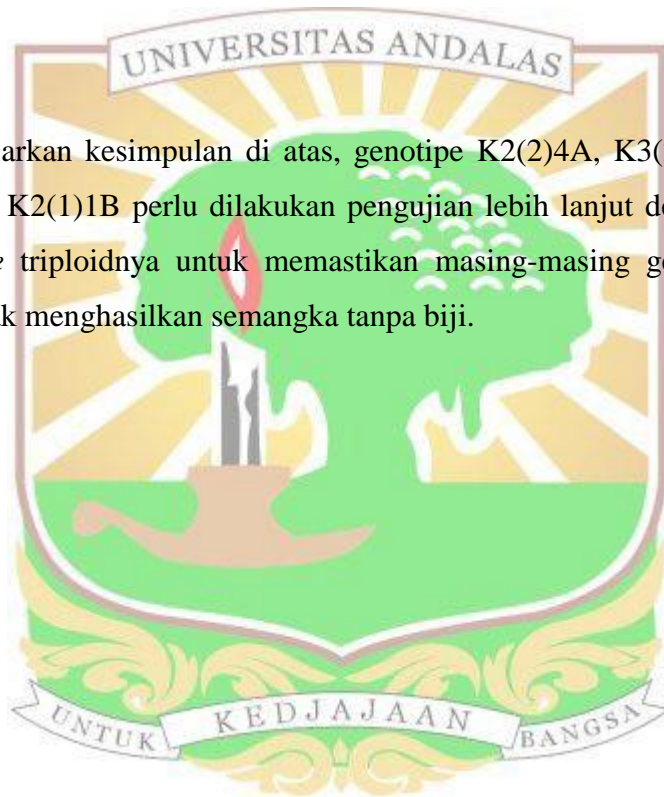 UNIVERSITAS ANDALAS
arkan kesimpulan di atas, genotipe K2(2)4A, K3(
K2(1)1B perlu dilakukan pengujian lebih lanjut de
e triploidnya untuk memastikan masing-masing ge
ak menghasilkan semangka tanpa biji.
UNTUK KEDJAJAAN BANGSA